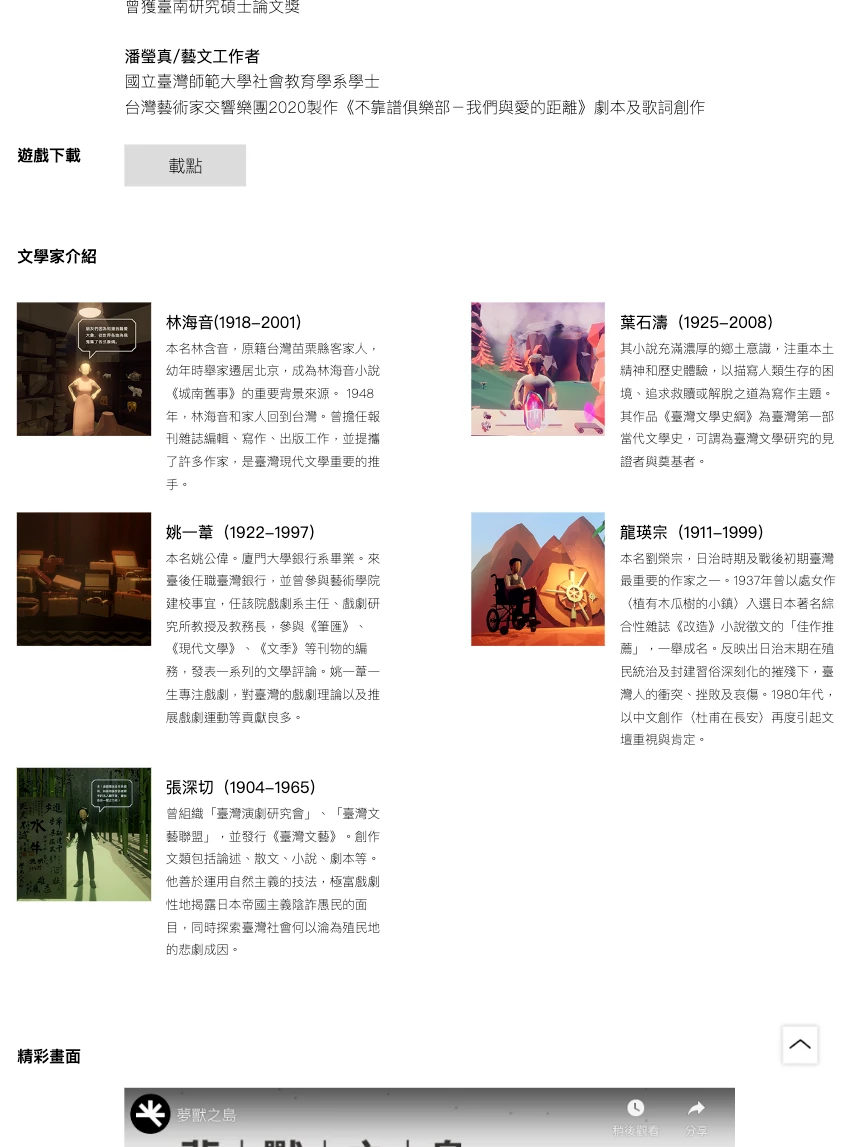 曾獲臺南研究碩士論文獎
潘瑩真/藝文工作者
國立臺灣師範大學社會教育學系學士
台灣藝術家交響樂團2020製作《不靠譜俱樂部－我們與愛的距離》劇本及歌詞創作
遊戲下載
載點
文學家介紹
林海音(1918–2001)
本名林含音，原籍台灣苗栗縣客家人，
幼年時舉家遷居北京，成為林海音小說
《城南舊事》的重要背景來源。 1948
年，林海音和家人回到台灣。曾擔任報
刊雜誌編輯、寫作、出版工作，並提攜
了許多作家，是臺灣現代文學重要的推
手。
葉石濤（1925–2008）
其小說充滿濃厚的鄉土意識，注重本土
精神和歷史體驗，以描寫人類生存的困
境、追求救贖或解脫之道為寫作主題。
其作品《臺灣文學史綱》為臺灣第一部
當代文學史，可謂為臺灣文學研究的見
證者與奠基者。
姚一葦（1922–1997）
本名姚公偉。廈門大學銀行系畢業。來
臺後任職臺灣銀行，並曾參與藝術學院
建校事宜，任該院戲劇系主任、戲劇研
究所教授及教務長，參與《筆匯》、
《現代文學》、《文季》等刊物的編
務，發表一系列的文學評論。姚一葦一
生專注戲劇，對臺灣的戲劇理論以及推
展戲劇運動等貢獻良多。
龍瑛宗（1911–1999）
本名劉榮宗，日治時期及戰後初期臺灣
最重要的作家之一。1937年曾以處女作
〈植有木瓜樹的小鎮〉入選日本著名綜
合性雜誌《改造》小說徵文的「佳作推
薦」，一舉成名。反映出日治末期在殖
民統治及封建習俗深刻化的摧殘下，臺
灣人的衝突、挫敗及哀傷。1980年代，
以中文創作〈杜甫在長安〉再度引起文
壇重視與肯定。
張深切（1904–1965）
曾組織「臺灣演劇研究會」、「臺灣文
藝聯盟」，並發行《臺灣文藝》。創作
文類包括論述、散文、小說、劇本等。
他善於運用自然主義的技法，極富戲劇
性地揭露日本帝國主義陰詐愚民的面
目，同時探索臺灣社會何以淪為殖民地
的悲劇成因。
精彩畫面
夢獸之島
稍後觀看
分享